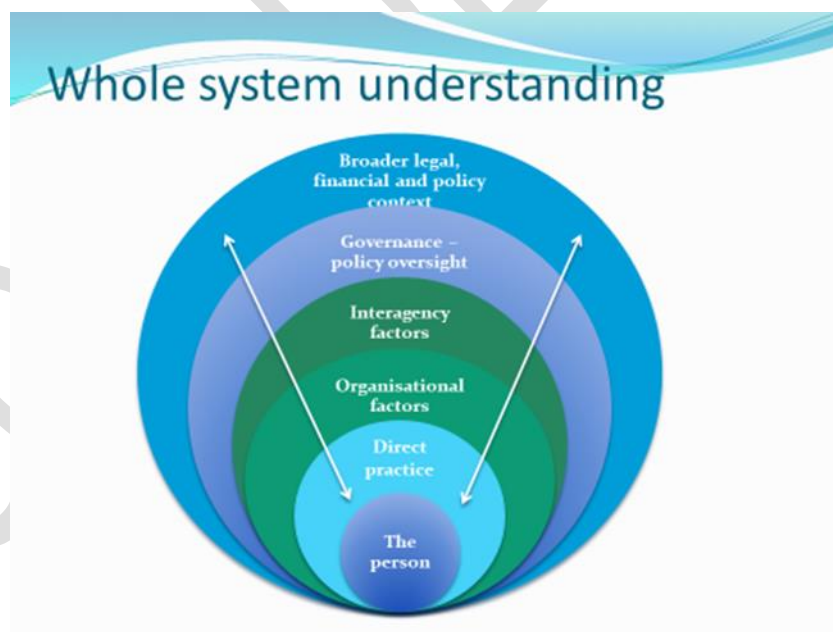 Whole system understanding
Broader legal,
financial and policy
context
Governance –
policy oversight
Interagency
factors
Organisational
factors
Direct
practice
The
person